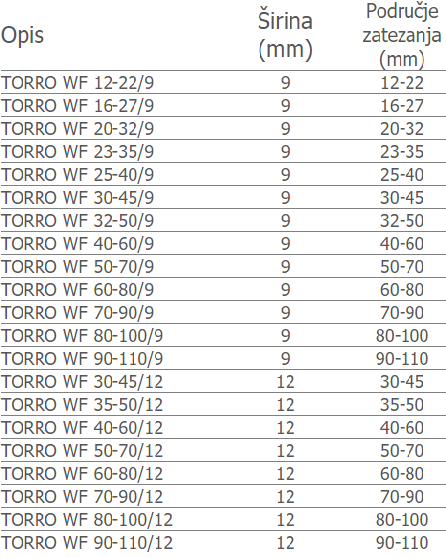 Opis Širina (mm) Područje zatezanja (mm)
TORRO WF 12-22/9 9 12-22
TORRO WF 16-27/9 9 16-27
TORRO WF 20-32/9 9 20-32
TORRO WF 23-35/9 9 23-35
TORRO WF 25-40/9 9 25-40
TORRO WF 30-45/9 9 30-45
TORRO WF 32-50/9 9 32-50
TORRO WF 40-60/9 9 40-60
TORRO WF 50-70/9 9 50-70
TORRO WF 60-80/9 9 60-80
TORRO WF 70-90/9 9 70-90
TORRO WF 80-100/9 9 80-100
TORRO WF 90-110/9 9 90-110
TORRO WF 30-45/12 12 30-45
TORRO WF 35-50/12 12 35-50
TORRO WF 40-60/12 12 40-60
TORRO WF 50-70/12 12 50-70
TORRO WF 60-80/12 12 60-80
TORRO WF 70-90/12 12 70-90
TORRO WF 80-100/12 12 80-100
TORRO WF 90-110/12 12 90-110